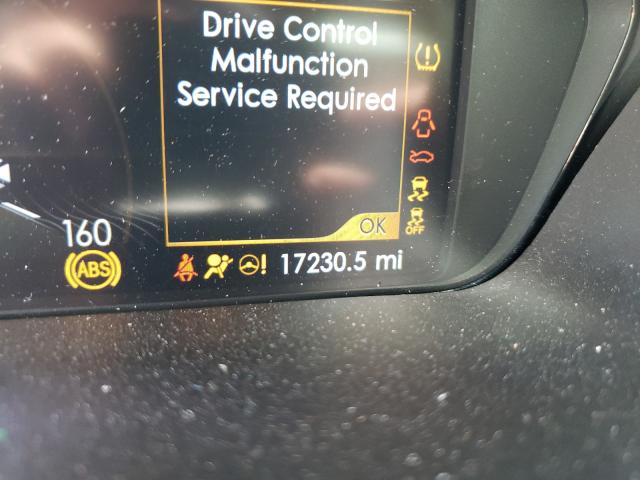 Drive Control
Malfunction
Service Required
OK
OFF
160
ABS
17230.5 mi